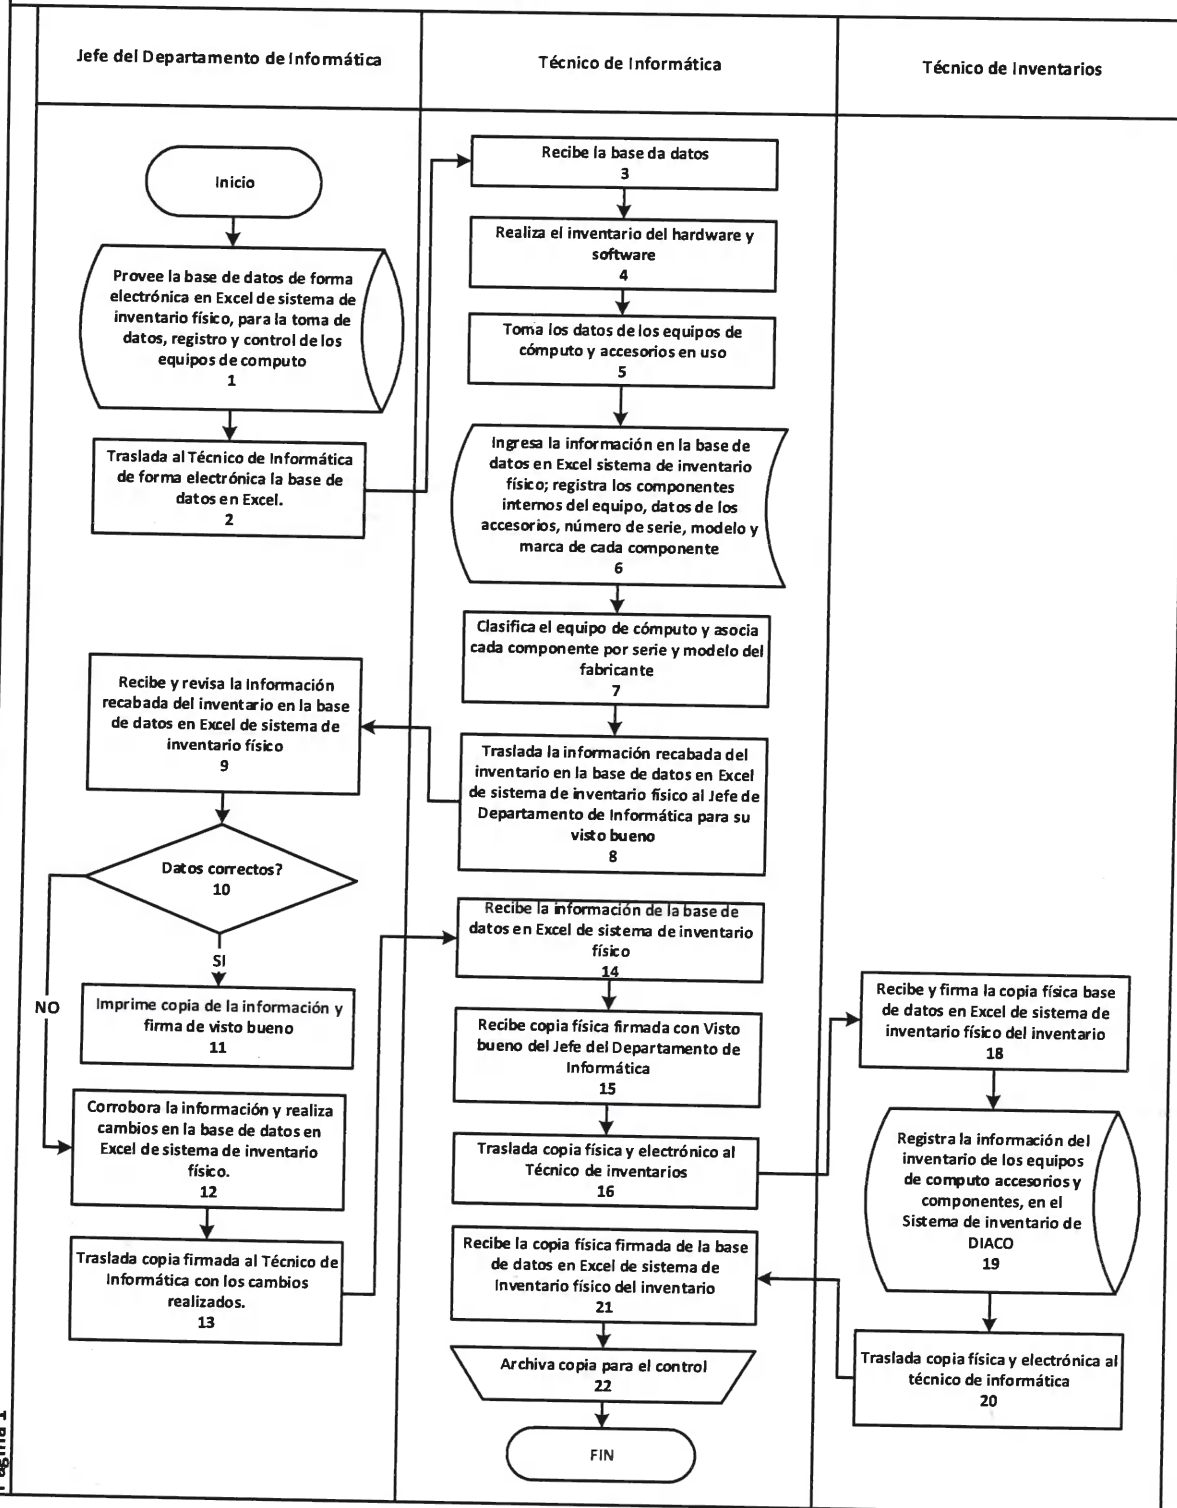 Jefe del Departamento de Informática
Técnico de Informática
Técnico de Inventarios
Inicio
Provee la base de datos de forma
electrónica en Excel de sistema de
inventario físico, para la toma de
datos, registro y control de los
equipos de computo
1
Traslada al Técnico de Informática
de forma electrónica la base de
datos en Excel.
2
Recibe la base da datos
3
Realiza el inventario del hardware y
software
4
Toma los datos de los equipos de
cómputo y accesorios en uso
5
Ingresa la información en la base de
datos en Excel sistema de inventario
físico; registra los componentes
internos del equipo, datos de los
accesorios, número de serie, modelo y
marca de cada componente
6
Clasifica el equipo de cómputo y asocia
cada componente por serie y modelo del
fabricante
7
Traslada la información recabada del
inventario en la base de datos en Excel
de sistema de inventario físico al Jefe de
Departamento de Informática para su
visto bueno
8
Recibe y revisa la Información
recabada del inventario en la base
de datos en Excel de sistema de
inventario físico
9
Datos correctos?
10
SI
NO
Imprime copia de la información y
firma de visto bueno
11
Corrobora la información y realiza
cambios en la base de datos en
Excel de sistema de inventario
físico.
12
Traslada copia firmada al Técnico de
Informática con los cambios
realizados.
13
Recibe la información de la base de
datos en Excel de sistema de inventario
físico
14
Recibe copia física firmada con Visto
bueno del Jefe del Departamento de
Informática
15
Traslada copia física y electrónico al
Técnico de inventarios
16
Recibe y firma la copia física base
de datos en Excel de sistema de
inventario físico del inventario
18
Registra la información del
inventario de los equipos
de computo accesorios y
componentes, en el
Sistema de inventario de
DIACO
19
Traslada copia física y electrónica al
técnico de informática
20
Recibe la copia física firmada de la base
de datos en Excel de sistema de
Inventario físico del inventario
21
Archiva copia para el control
22
FIN
Página 1